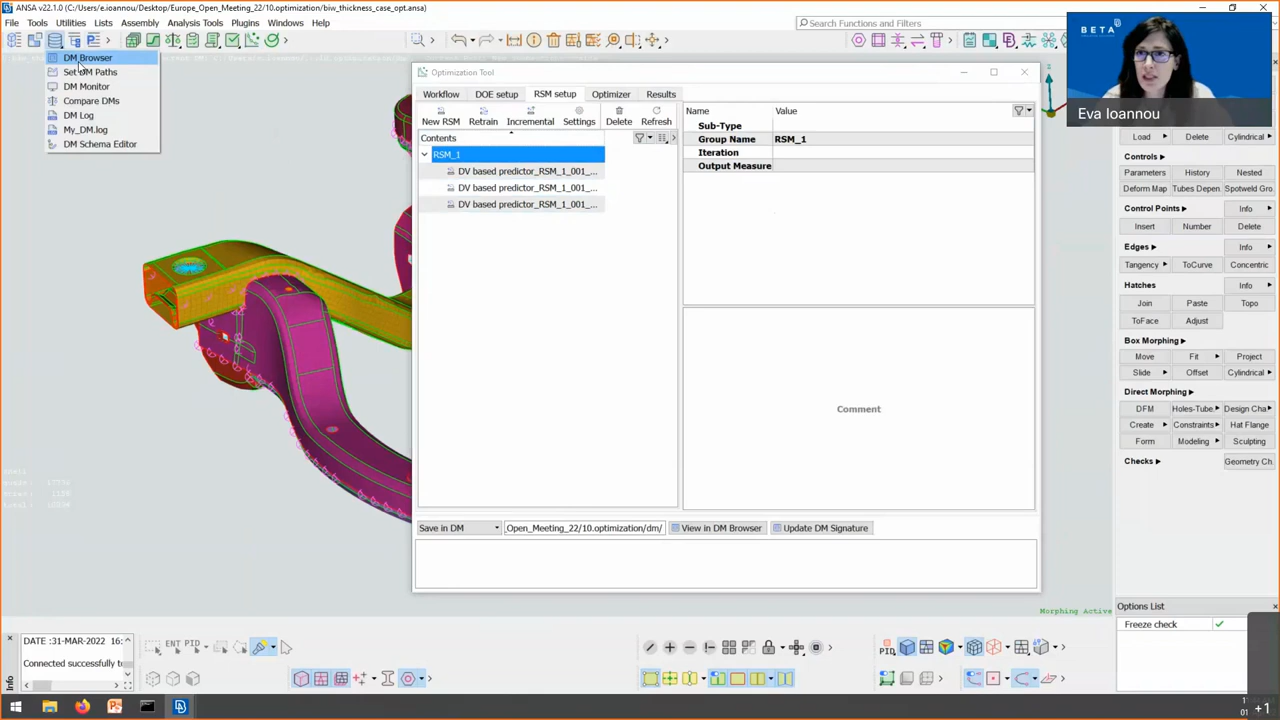 ANSA v22.1.0 (C:/Users/e.ioannou/Desktop/Europe_Open_Meeting_22/10.optimization/biw_thickness_case_opt.ansa)
File Tools Utilities Lists Assembly Analysis Tools Plugins Windows Help
Search Functions
DM Browser
Set DM Paths
DM Monitor
Compare DMs
DM Log
My_DM.log
DM Schema Editor
Optimization Tool
Workflow DOE setup RSM setup Optimizer Results
New RSM Retrain Incremental Settings Delete Refresh
Contents
RSM_1
DV based predictor_RSM_1_001_...
DV based predictor_RSM_1_001_...
DV based predictor_RSM_1_001_...
Name Value
Sub-Type
Group Name RSM_1
Iteration
Output Measure
Comment
Save in DM Open_Meeting_22/10.optimization/dm/ View in DM Browser Update DM Signature
BETA
Eva Ioannou
Load Delete Cylindrical
Controls
Parameters History Nested
Deform Map Tubes Depen. Spotweld Gro.
Control Points Info
Insert Number Delete
Edges Info
Tangency ToCurve Concentric
Hatches Info
Join Paste Topo
ToFace Adjust
Box Morphing
Move Fit Project
Slide Offset Cylindrical
Direct Morphing
DFM Holes-Tube Design Cha
Create Constraints Hat Flange
Form Modeling Sculpting
Checks Geometry Ch.
Morphing Active
Options List
Freeze check
DATE :31-MAR-2022 16:
Connected successfully to
Info
ENT PID
PID
+1